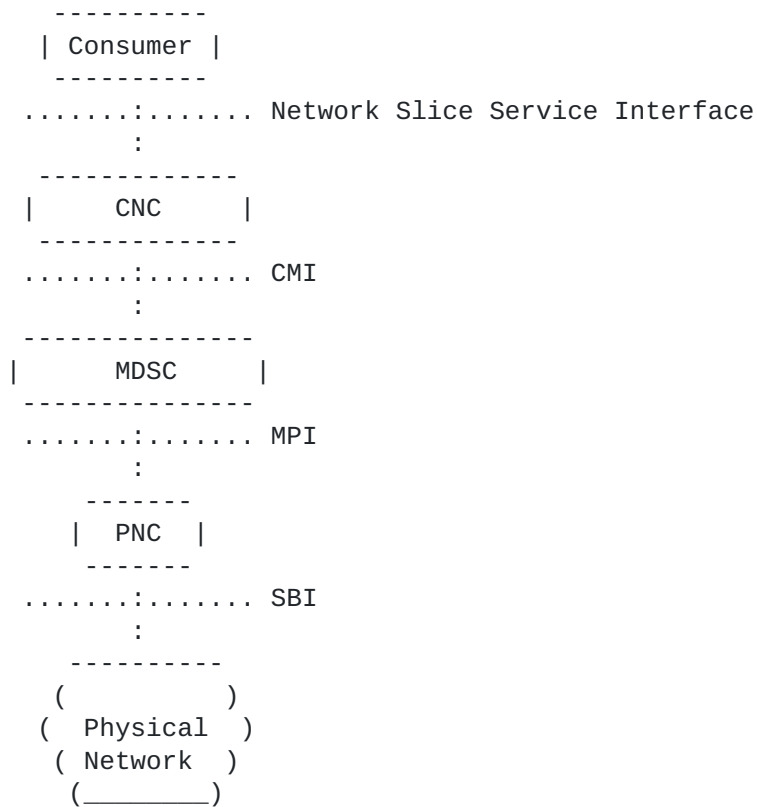 Consumer
Network Slice Service Interface
CNC
CMI
MDSC
MPI
PNC
SBI
Physical
Network